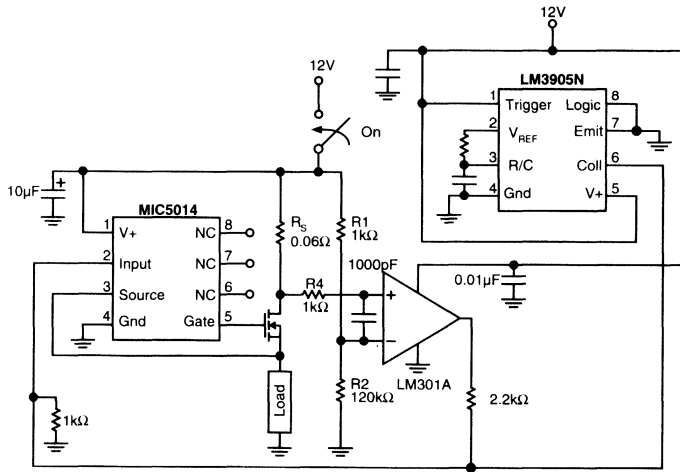 12V
12V
On
LM3905N
1 Trigger Logic 8
2 VREF Emit 7
3 R/C Coll 6
4 Gnd V+ 5
10µF +
MIC5014
1 V+ NC 8
2 Input NC 7
3 Source NC 6
4 Gnd Gate 5
RS
0.06Ω
R1
1kΩ
1000pF
R4
1kΩ
+
−
LM301A
0.01µF
R2
120kΩ
Load
2.2kΩ
1kΩ